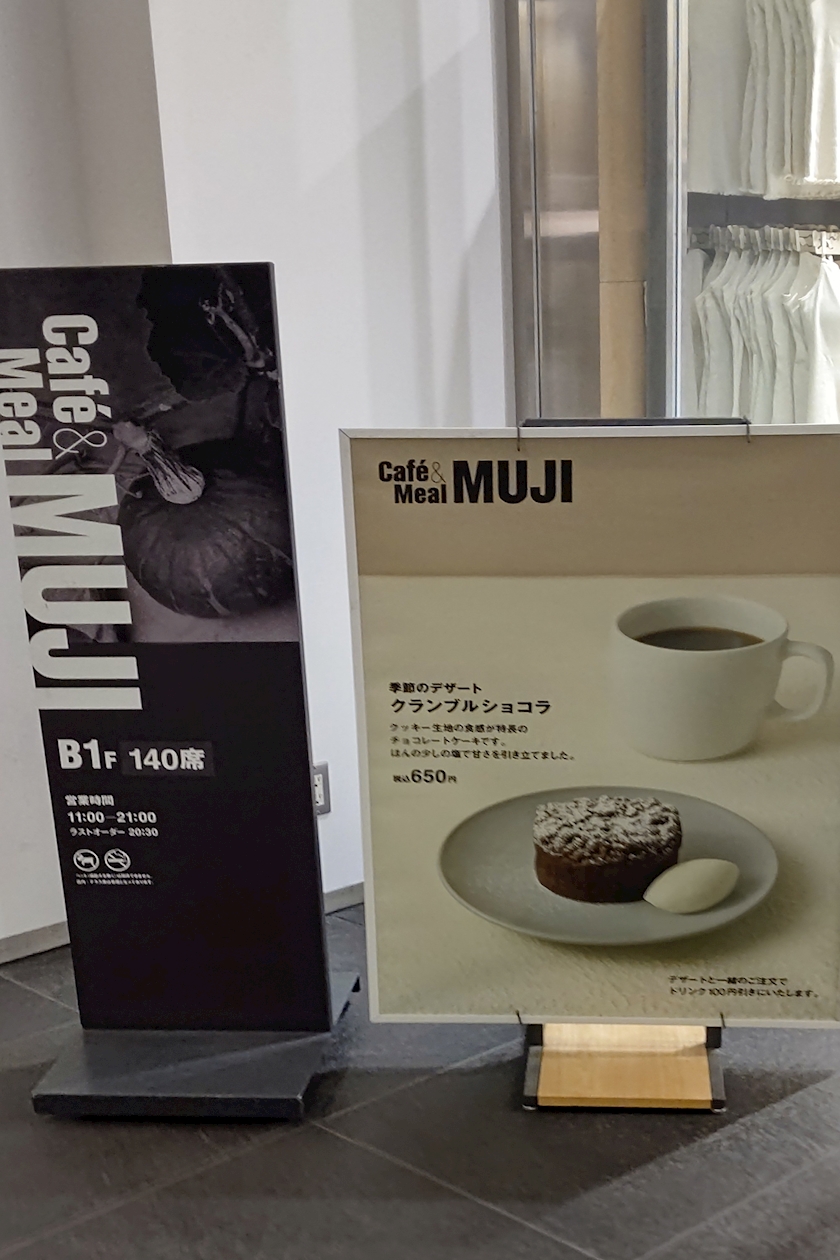 Café &
Meal MUJI
B1F 140席
営業時間
11:00—21:00
ラストオーダー 20:30
Café &
Meal MUJI
季節のデザート
クランブルショコラ
クッキー生地の食感が特長の
チョコレートケーキです。
ほんの少しの塩で甘さを引き立てました。
税込650円
デザートと一緒のご注文で
ドリンク100円引きにいたします。